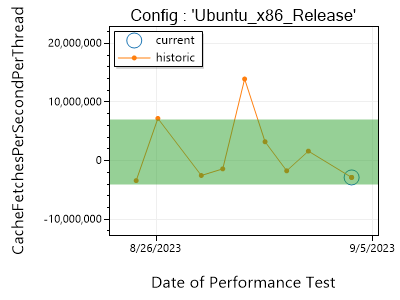 Config : 'Ubuntu_x86_Release'
current
historic
CacheFetchesPerSecondPerThread
20,000,000
10,000,000
0
-10,000,000
8/26/2023
9/5/2023
Date of Performance Test